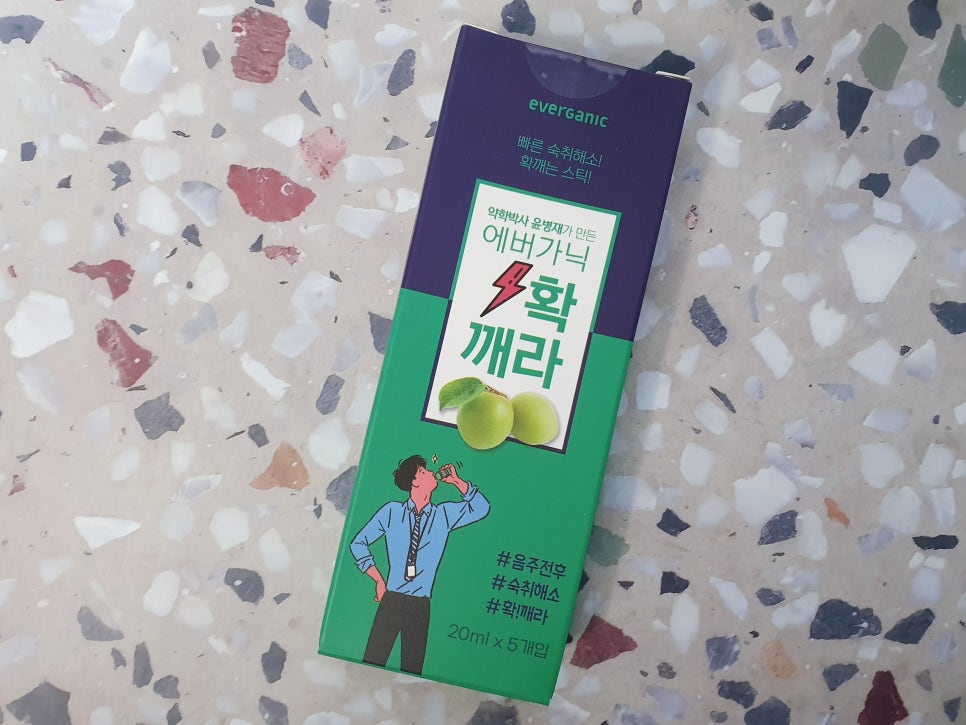 everganic
빠른 숙취해소!
확깨는 스틱!
약학박사 윤병재가 만든
에버가닉
확
깨라
#음주전후
#숙취해소
#확!깨라
20ml x 5개입